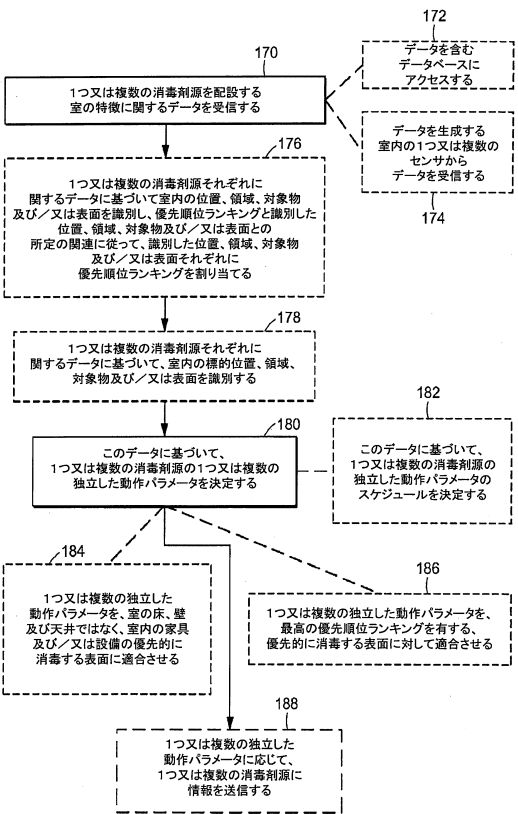 170
1つ又は複数の消毒剤源を配設する
室の特徴に関するデータを受信する
172
データを含む
データベースに
アクセスする
データを生成する
室内の1つ又は複数の
センサから
データを受信する
174
176
1つ又は複数の消毒剤源それぞれに
関するデータに基づいて室内の位置、領域、対象物
及び/又は表面を識別し、優先順位ランキングと識別した
位置、領域、対象物及び/又は表面との
所定の関連に従って、識別した位置、領域、対象物
及び/又は表面それぞれに
優先順位ランキングを割り当てる
178
1つ又は複数の消毒剤源それぞれに
関するデータに基づいて、室内の標的位置、領域、
対象物及び/又は表面を識別する
180
このデータに基づいて、
1つ又は複数の消毒剤源の1つ又は複数の
独立した動作パラメータを決定する
182
このデータに基づいて、
1つ又は複数の消毒剤源の
独立した動作パラメータの
スケジュールを決定する
184
1つ又は複数の独立した
動作パラメータを、室の床、壁
及び天井ではなく、室内の家具
及び/又は設備の優先的に
消毒する表面に適合させる
186
1つ又は複数の独立した動作パラメータを、
最高の優先順位ランキングを有する、
優先的に消毒する表面に対して適合させる
188
1つ又は複数の独立した
動作パラメータに応じて、
1つ又は複数の消毒剤源に
情報を送信する